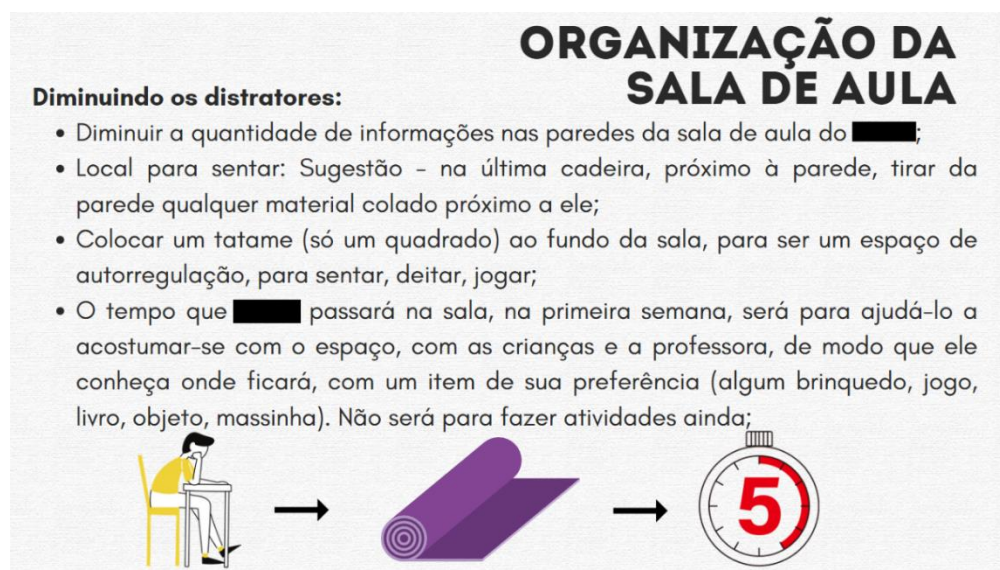 ORGANIZAÇÃO DA
SALA DE AULA
Diminuindo os distratores:
• Diminuir a quantidade de informações nas paredes da sala de aula do ;
• Local para sentar: Sugestão - na última cadeira, próximo à parede, tirar da
parede qualquer material colado próximo a ele;
• Colocar um tatame (só um quadrado) ao fundo da sala, para ser um espaço de
autorregulação, para sentar, deitar, jogar;
• O tempo que passará na sala, na primeira semana, será para ajudá-lo a
acostumar-se com o espaço, com as crianças e a professora, de modo que ele
conheça onde ficará, com um item de sua preferência (algum brinquedo, jogo,
livro, objeto, massinha). Não será para fazer atividades ainda;
5